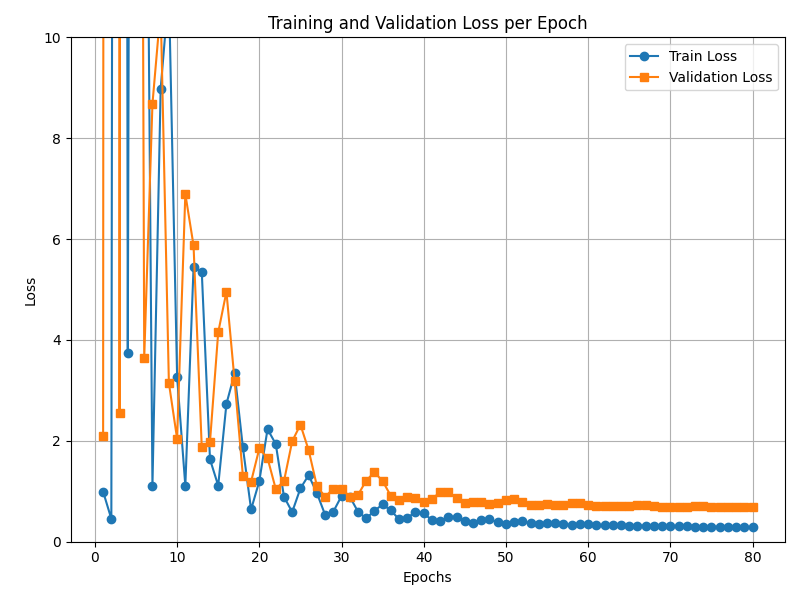 Training and Validation Loss per Epoch
Train Loss
Validation Loss
10
8
6
4
2
0
Loss
0 10 20 30 40 50 60 70 80
Epochs